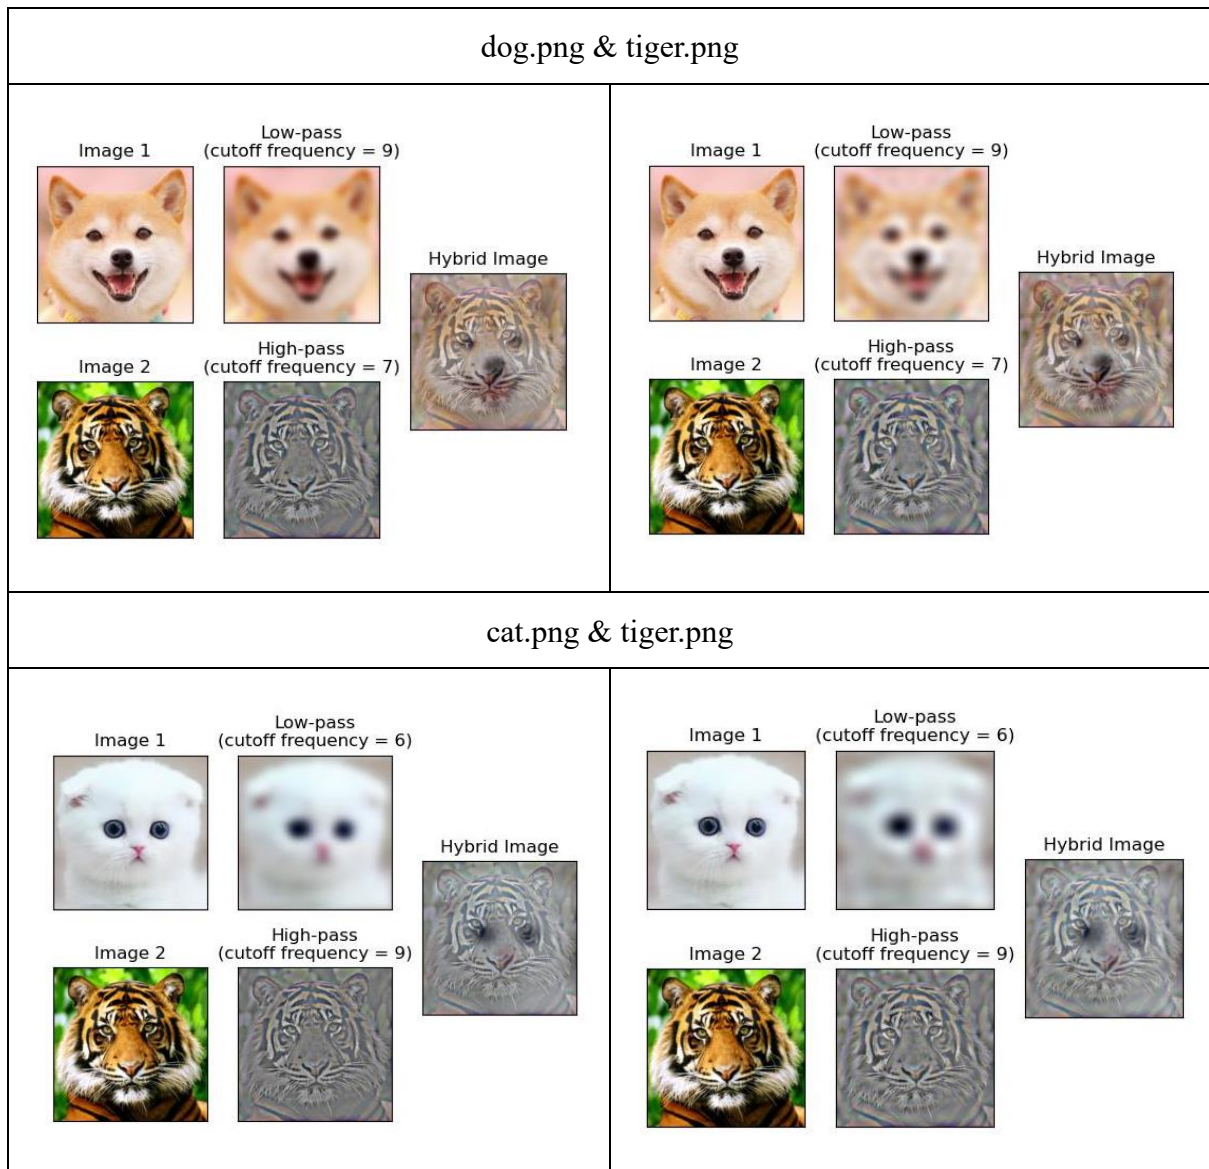 dog.png & tiger.png
Image 1
Low-pass
(cutoff frequency = 9)
Hybrid Image
Image 2
High-pass
(cutoff frequency = 7)
Image 1
Low-pass
(cutoff frequency = 9)
Hybrid Image
Image 2
High-pass
(cutoff frequency = 7)
cat.png & tiger.png
Image 1
Low-pass
(cutoff frequency = 6)
Hybrid Image
Image 2
High-pass
(cutoff frequency = 9)
Image 1
Low-pass
(cutoff frequency = 6)
Hybrid Image
Image 2
High-pass
(cutoff frequency = 9)